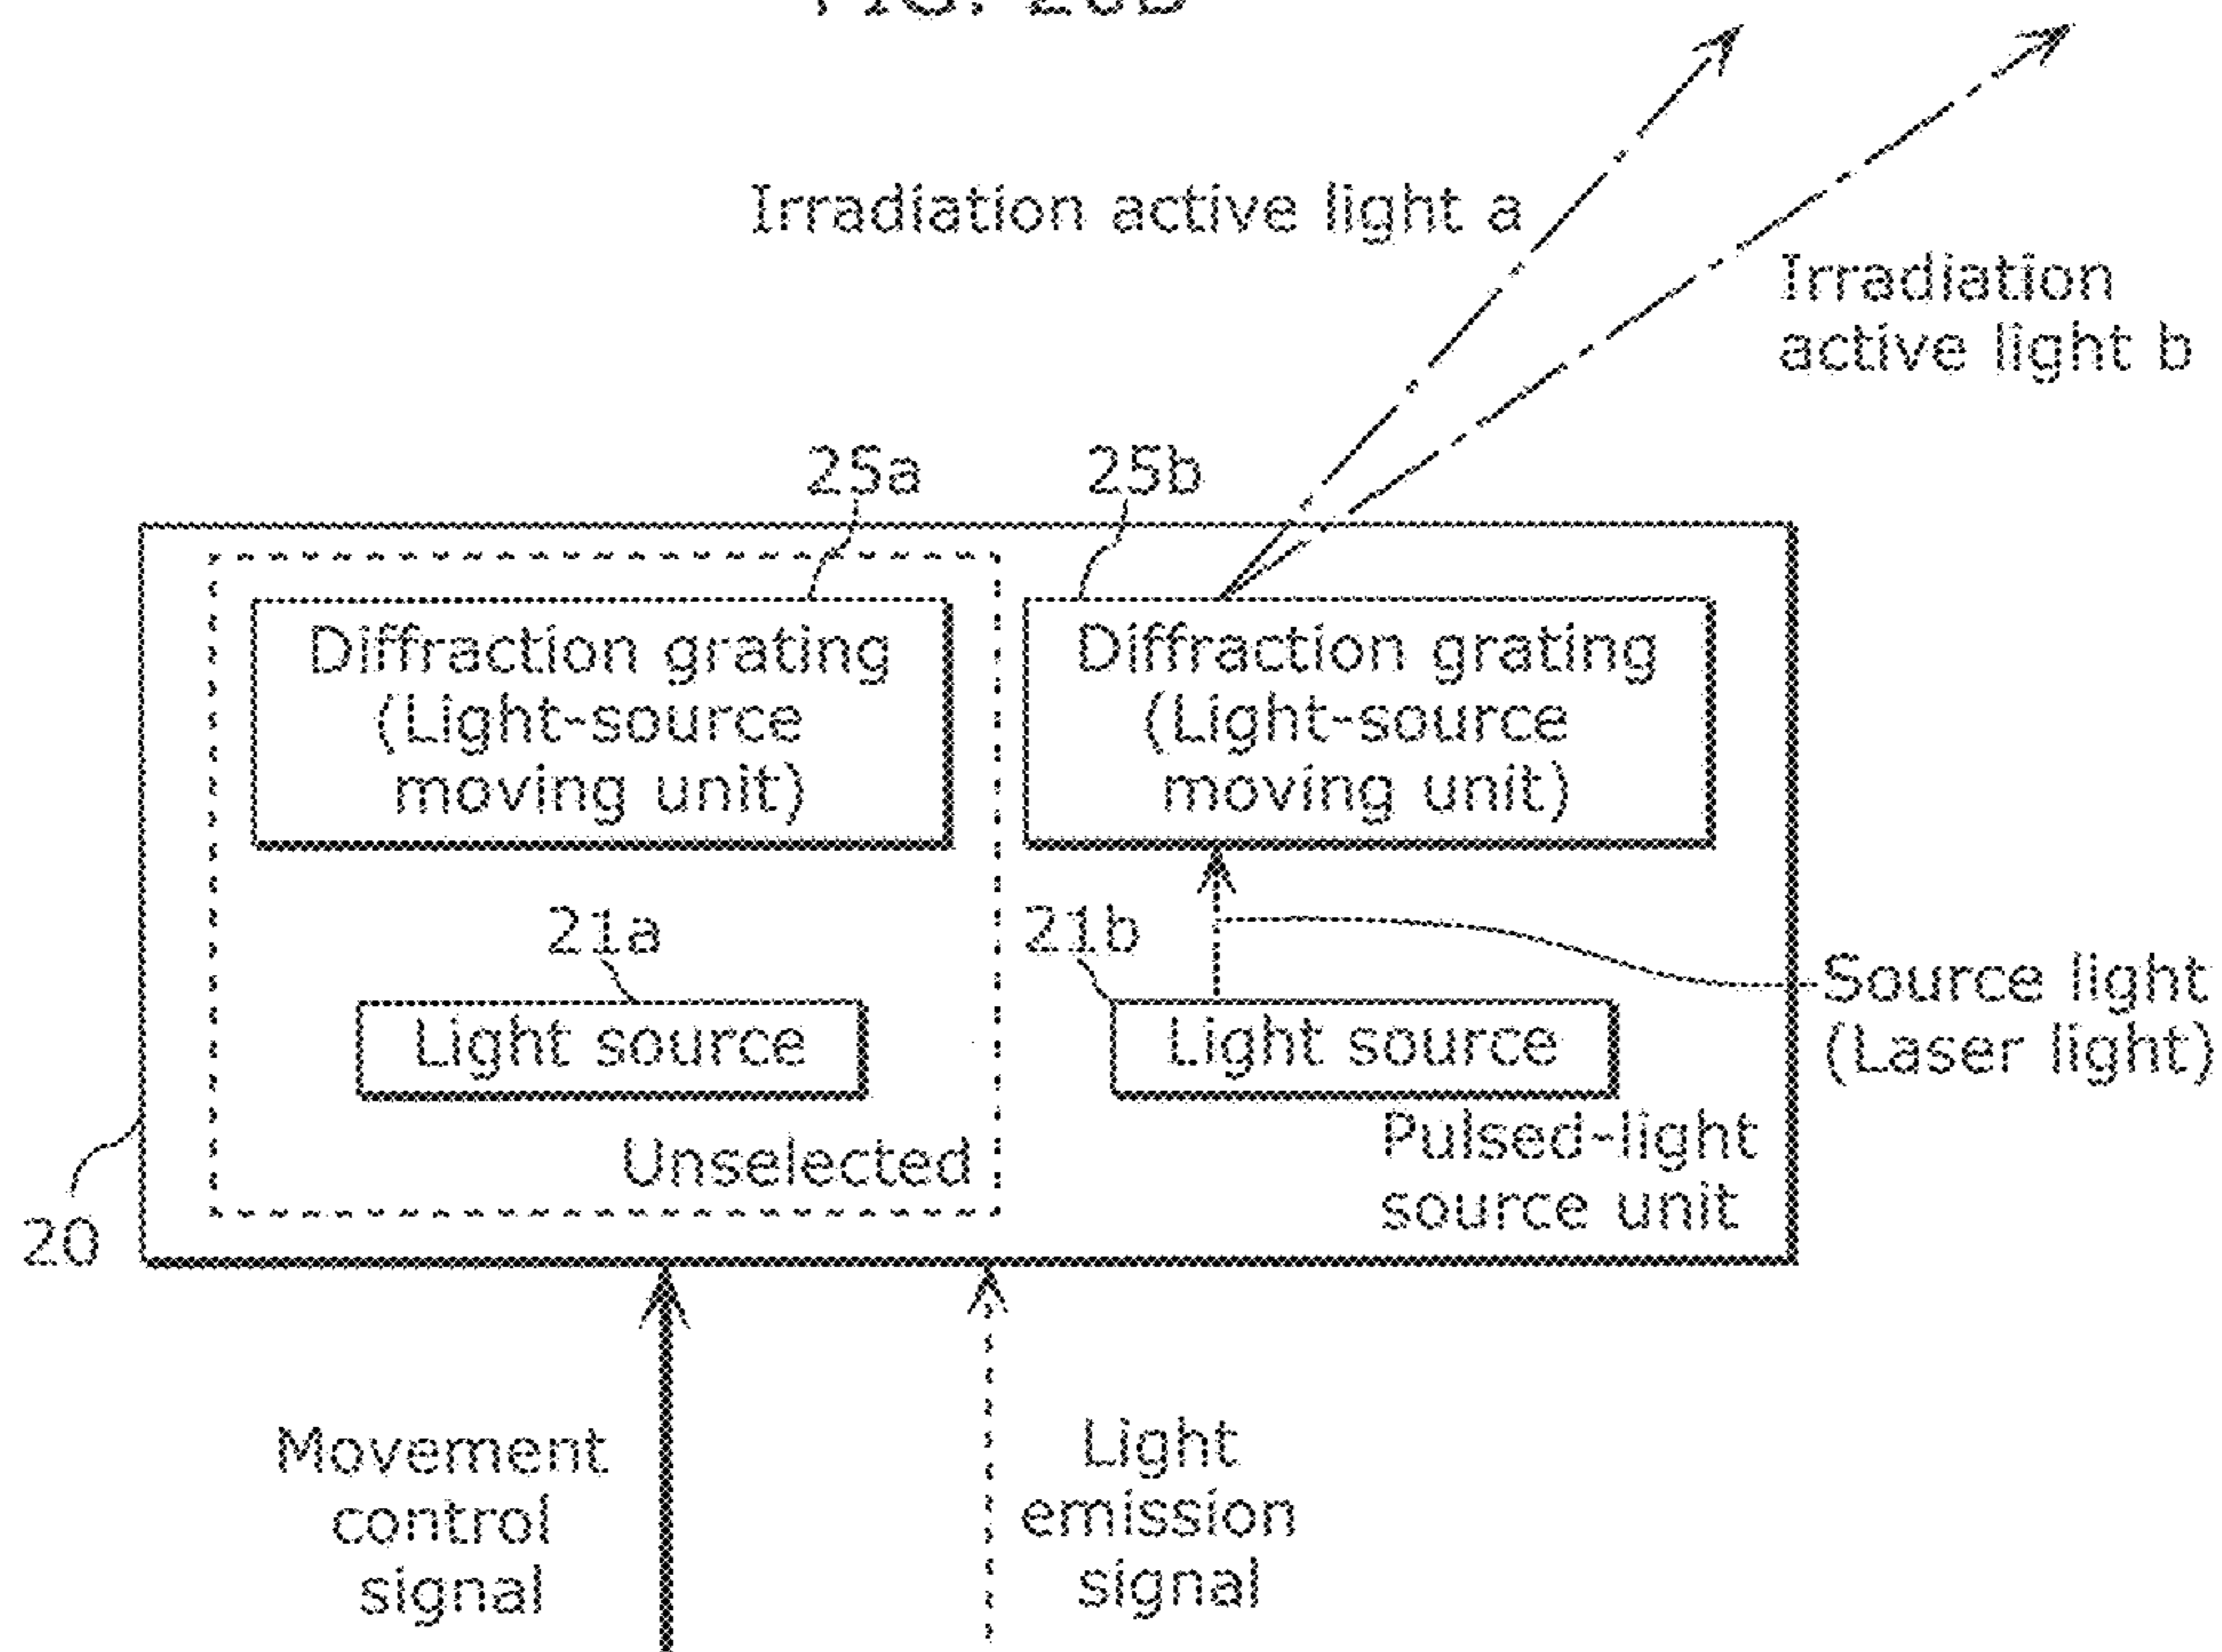 Irradiation active light a
Irradiation
active light b
25a
25b
Diffraction grating
(Light-source
moving unit)
Diffraction grating
(Light-source
moving unit)
21a
21b
Source light
(Laser light)
Light source
Light source
Unselected
Pulsed-light
source unit
20
Movement
control
signal
Light
emission
signal